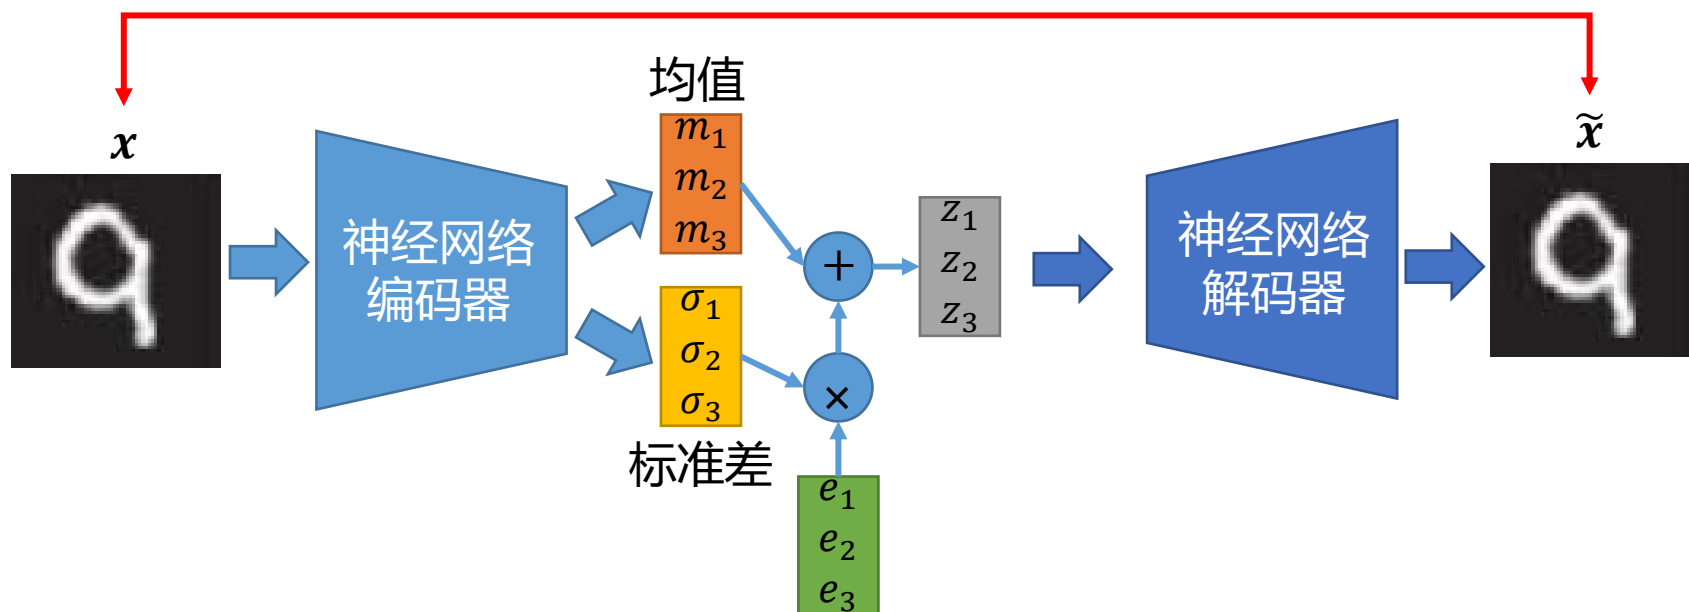 均值
x
x̃
m₁
m₂
m₃
神经网络
编码器
σ₁
σ₂
σ₃
标准差
+
×
e₁
e₂
e₃
z₁
z₂
z₃
神经网络
解码器